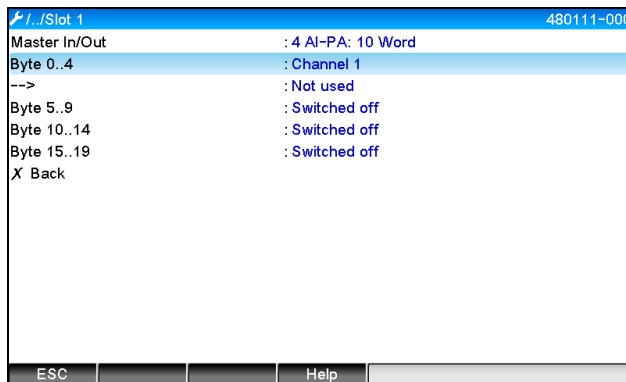 /../Slot 1 480111-000
Master In/Out : 4 AI-PA: 10 Word
Byte 0..4 : Channel 1
--> : Not used
Byte 5..9 : Switched off
Byte 10..14 : Switched off
Byte 15..19 : Switched off
X Back
ESC Help